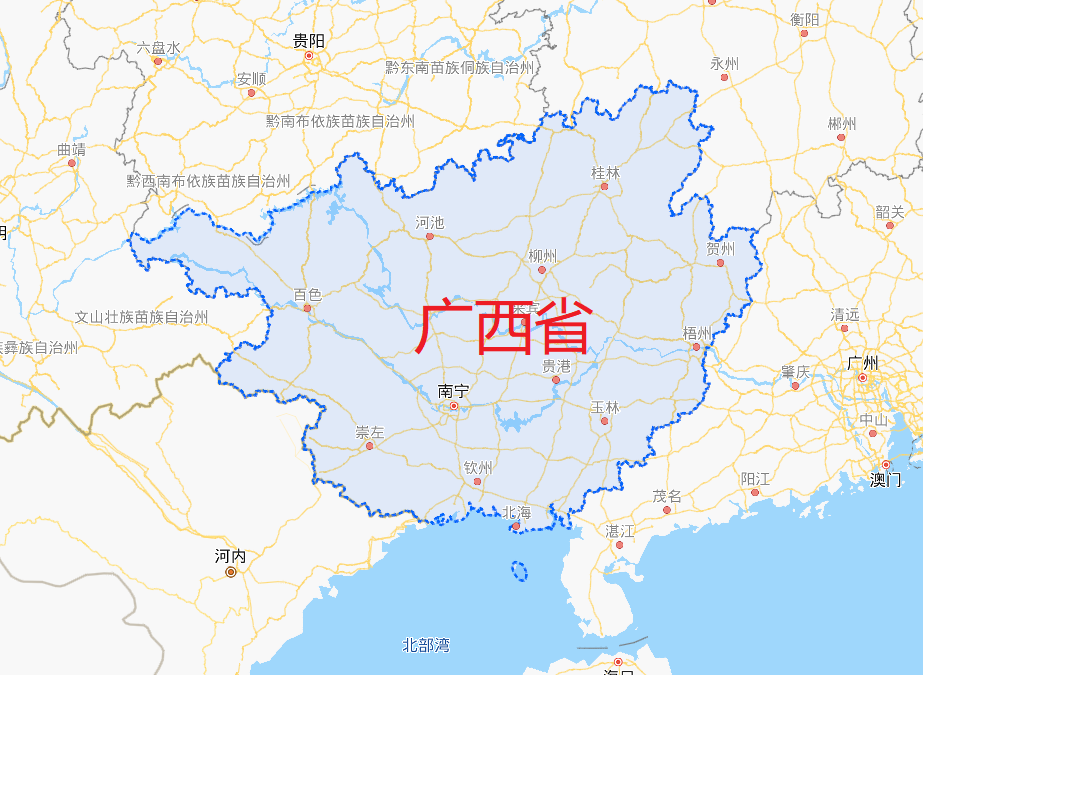 衡阳
六盘水
贵阳
永州
黔东南苗族侗族自治州
安顺
黔南布依族苗族自治州
郴州
曲靖
桂林
黔西南布依族苗族自治州
韶关
河池
贺州
柳州
百色
文山壮族苗族自治州
来宾
广西省
清远
梧州
彝族自治州
贵港
肇庆
广州
南宁
玉林
中山
崇左
钦州
阳江
澳门
茂名
北海
湛江
河内
北部湾